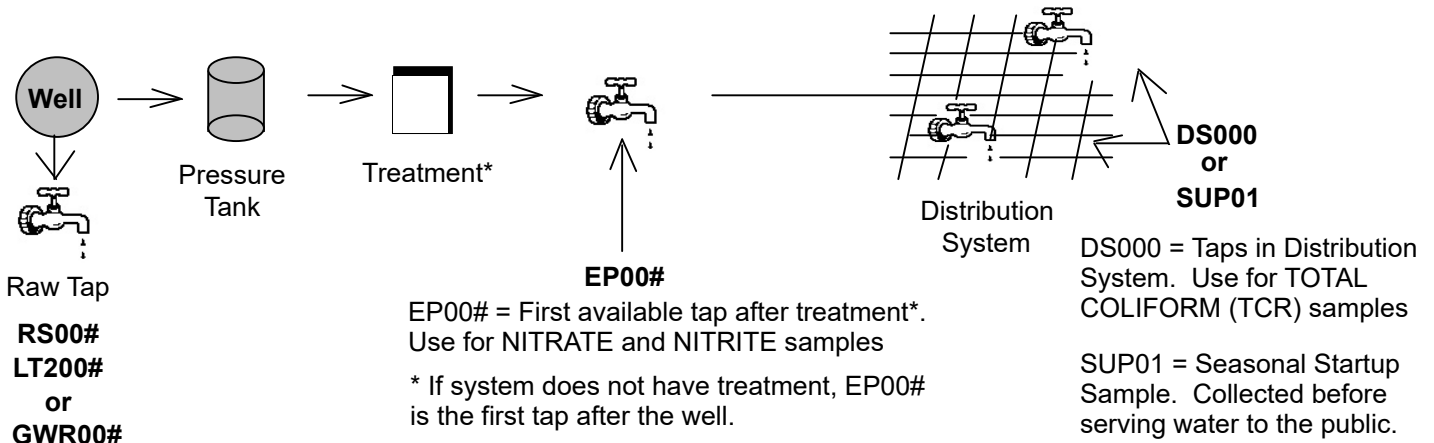 Well
Pressure
Tank
Treatment*
Raw Tap
RS00#
LT200#
or
GWR00#
EP00#
EP00# = First available tap after treatment*.
Use for NITRATE and NITRITE samples
* If system does not have treatment, EP00#
is the first tap after the well.
Distribution
System
DS000
or
SUP01
DS000 = Taps in Distribution
System. Use for TOTAL
COLIFORM (TCR) samples
SUP01 = Seasonal Startup
Sample. Collected before
serving water to the public.